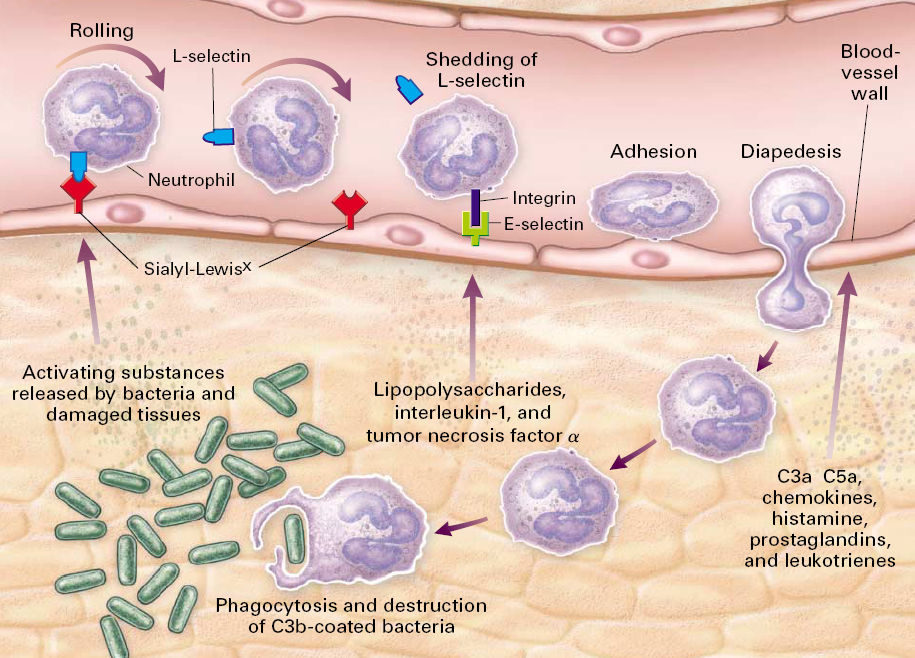 Rolling
L-selectin
Shedding of
L-selectin
Blood-
vessel
wall
Neutrophil
Adhesion
Diapedesis
Integrin
E-selectin
Sialyl-Lewisˣ
Activating substances
released by bacteria and
damaged tissues
Lipopolysaccharides,
interleukin-1, and
tumor necrosis factor α
C3a C5a,
chemokines,
histamine,
prostaglandins,
and leukotrienes
Phagocytosis and destruction
of C3b-coated bacteria